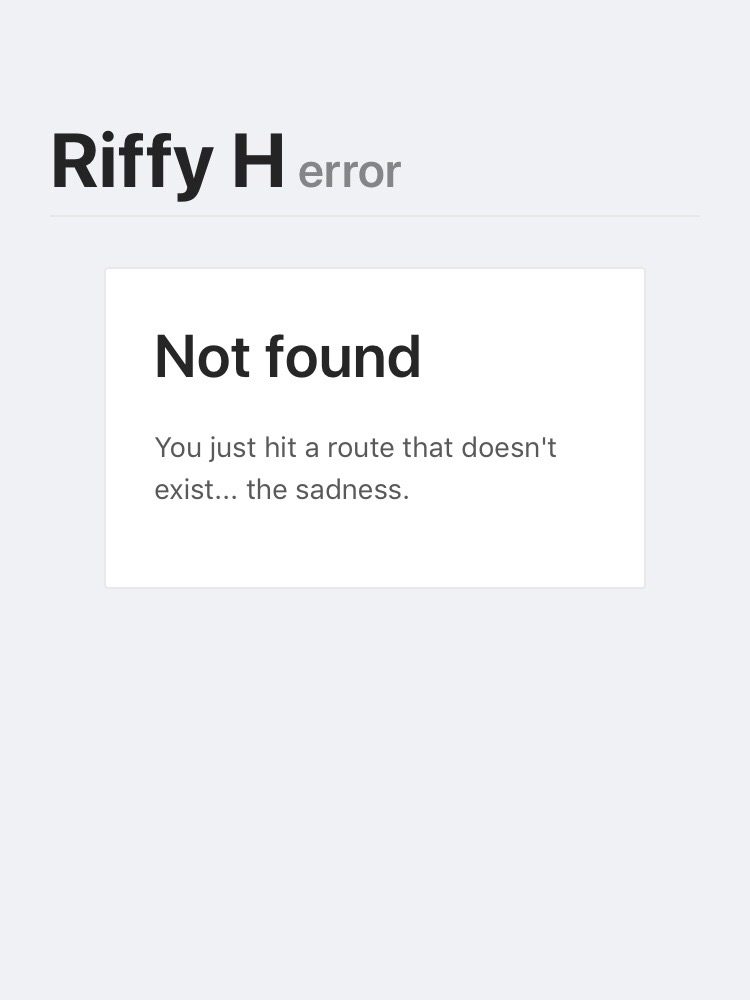 Riffy H error
Not found
You just hit a route that doesn't
exist... the sadness.